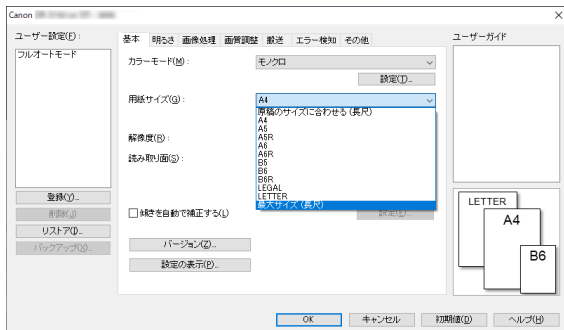 Canon
ユーザー設定(F) :
フルオートモード
登録(Y)...
削除(J)
リストア(I)...
バックアップ(X)...
基本 明るさ 画像処理 画質調整 搬送 エラー検知 その他
カラーモード(M) :
モノクロ
設定(T)...
用紙サイズ(G) :
A4
原稿のサイズに合わせる (長尺)
A4
A5
A5R
A6
A6R
B5
B6
B6R
LEGAL
LETTER
最大サイズ (長尺)
解像度(R) :
読み取り面(S) :
傾きを自動で補正する(L)
バージョン(Z)...
設定の表示(P)...
ユーザーガイド
LETTER
A4
B6
OK キャンセル 初期値(D) ヘルプ(H)